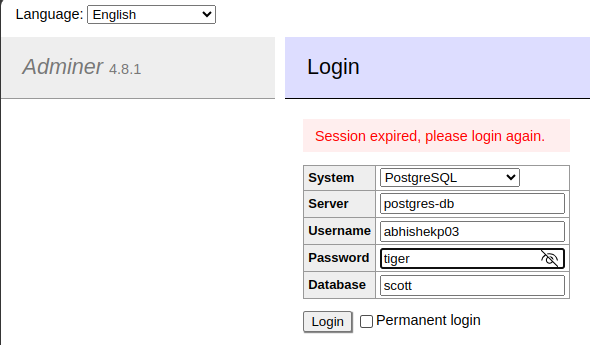 Language: English
Adminer 4.8.1
Login
Session expired, please login again.
System PostgreSQL
Server postgres-db
Username abhishekp03
Password tiger
Database scott
Login Permanent login